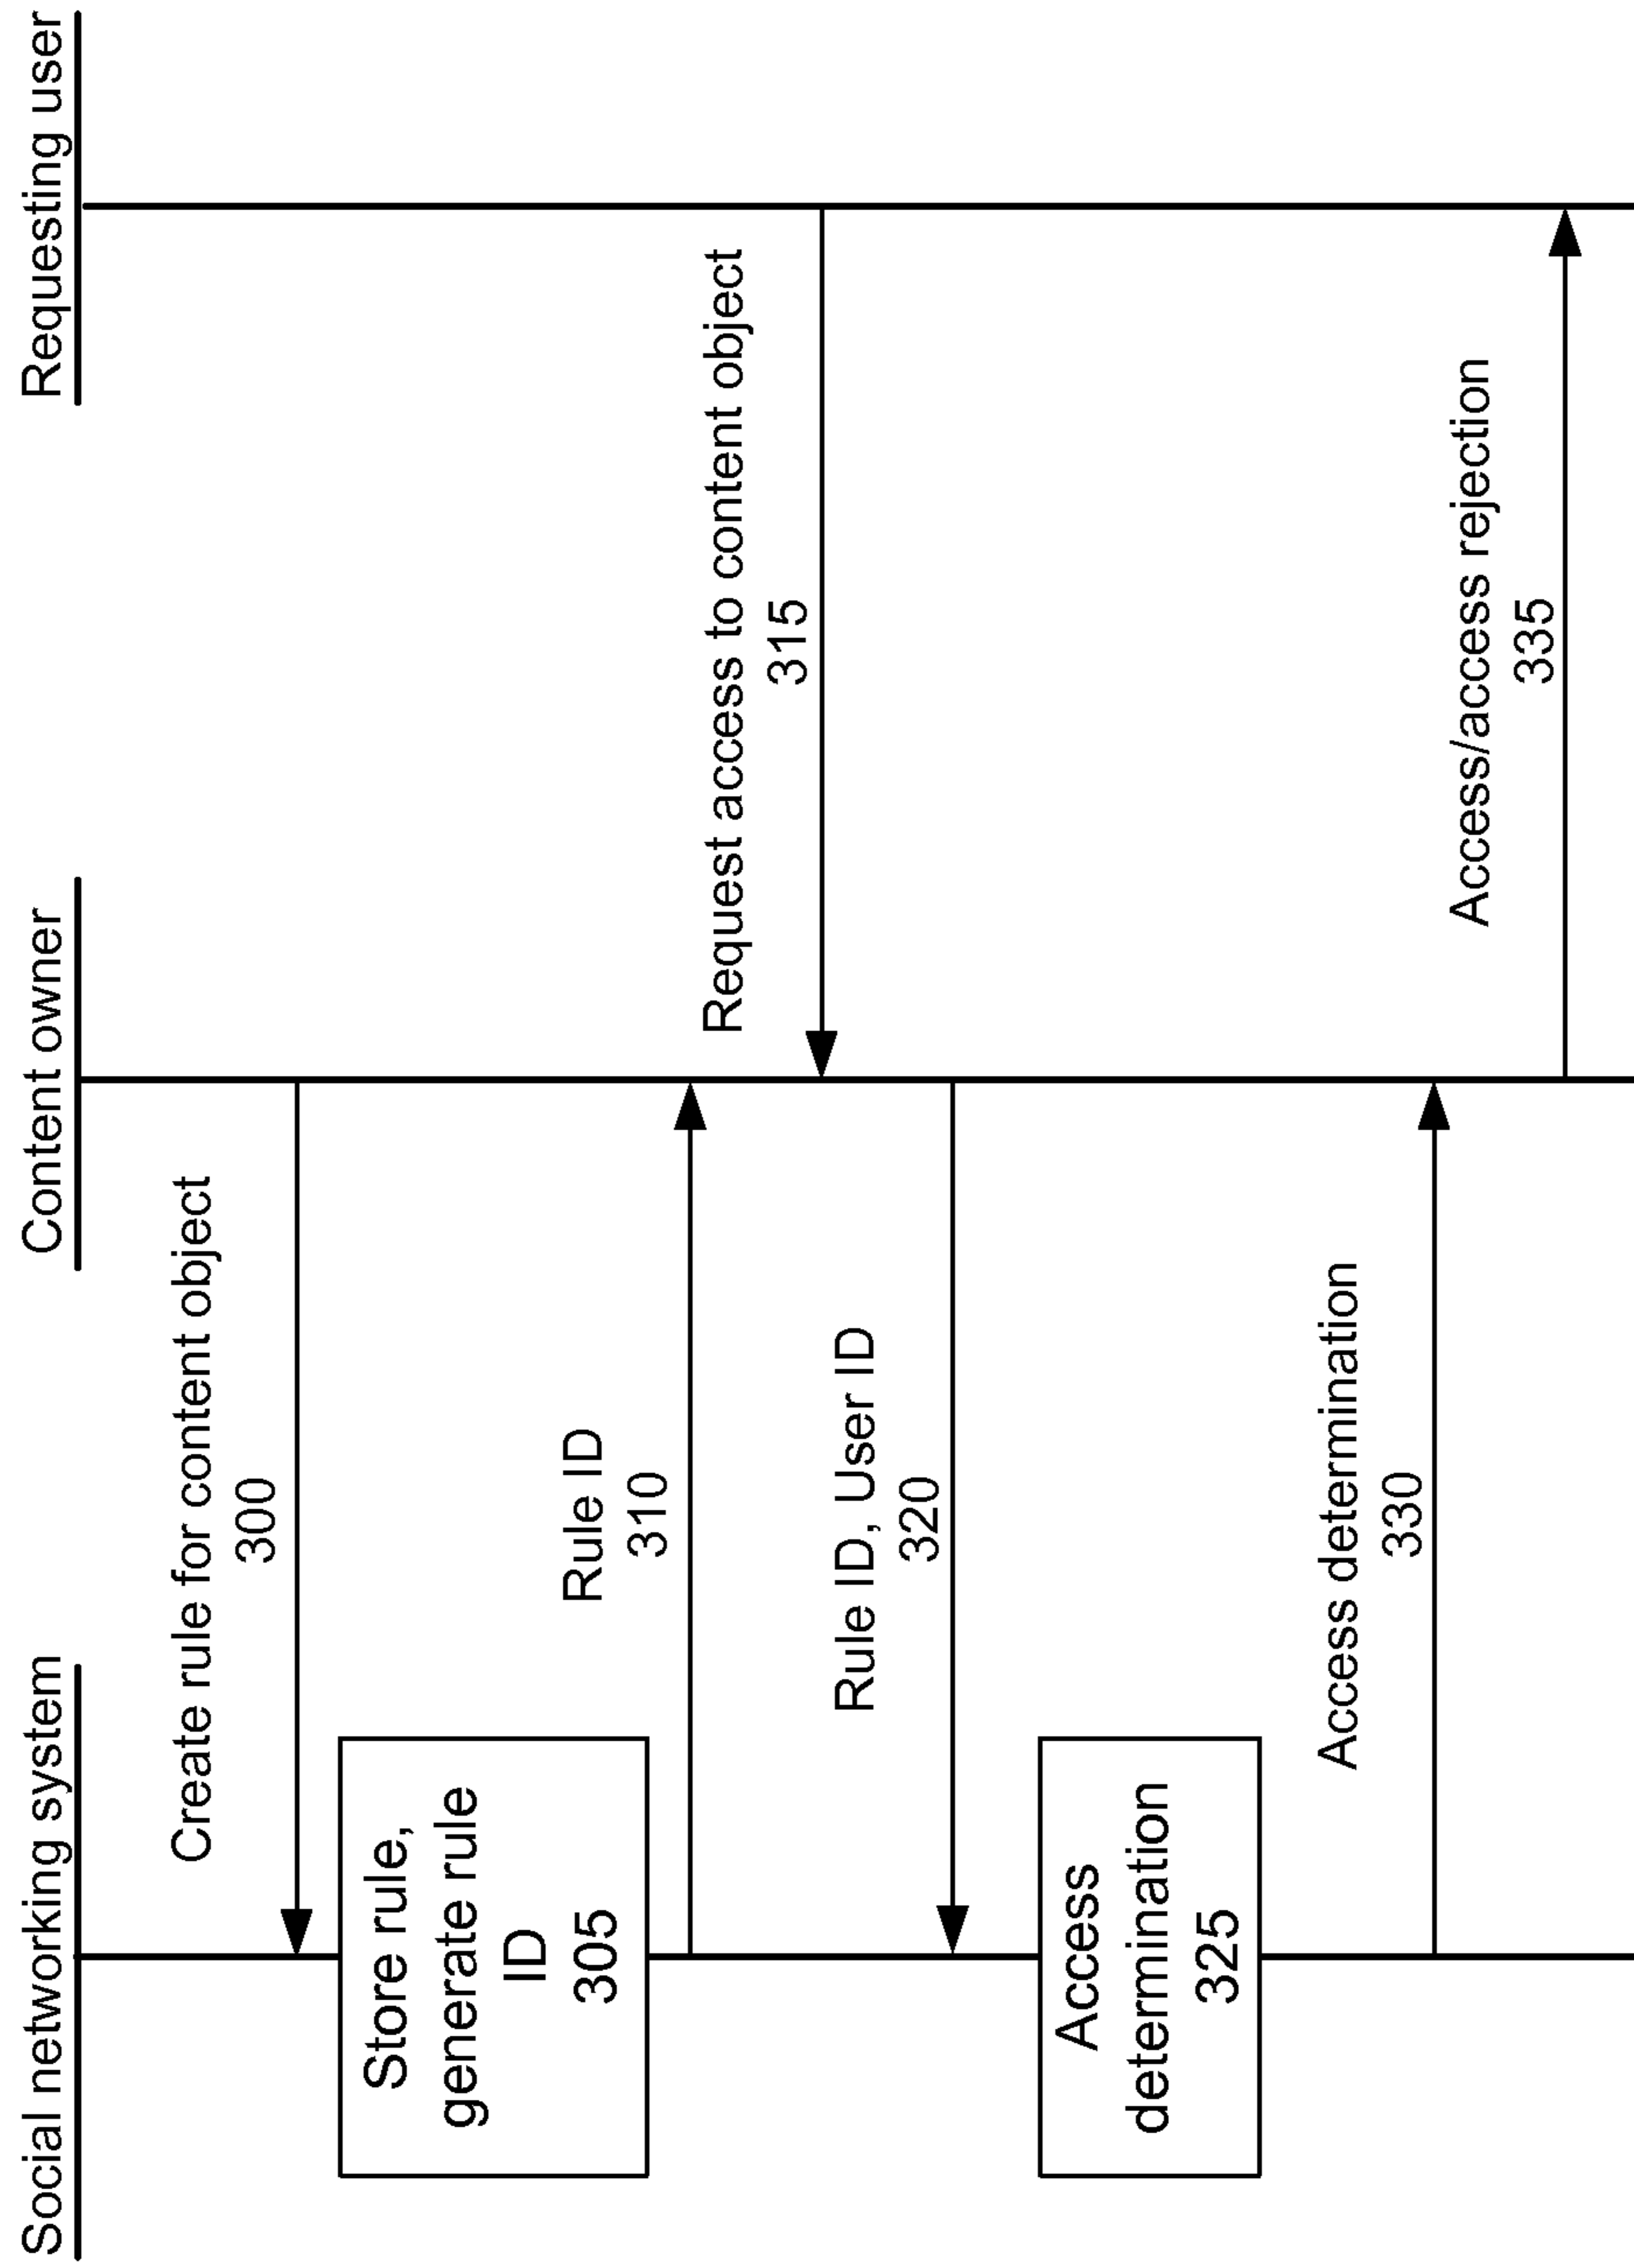 Social networking system
Content owner
Requesting user
Create rule for content object
300
Store rule,
generate rule
ID
305
Rule ID
310
Request access to content object
315
Rule ID, User ID
320
Access
determination
325
Access determination
330
Access/access rejection
335